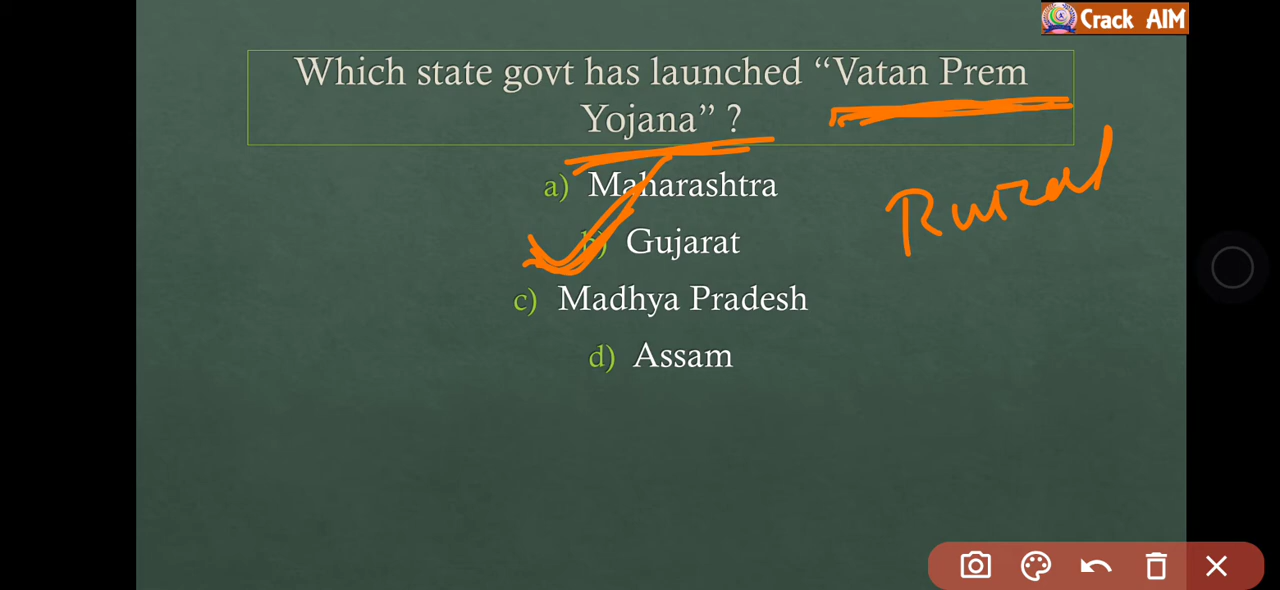 Crack AIM
Which state govt has launched “Vatan Prem
Yojana” ?
a) Maharashtra
Rural
b) Gujarat
c) Madhya Pradesh
d) Assam